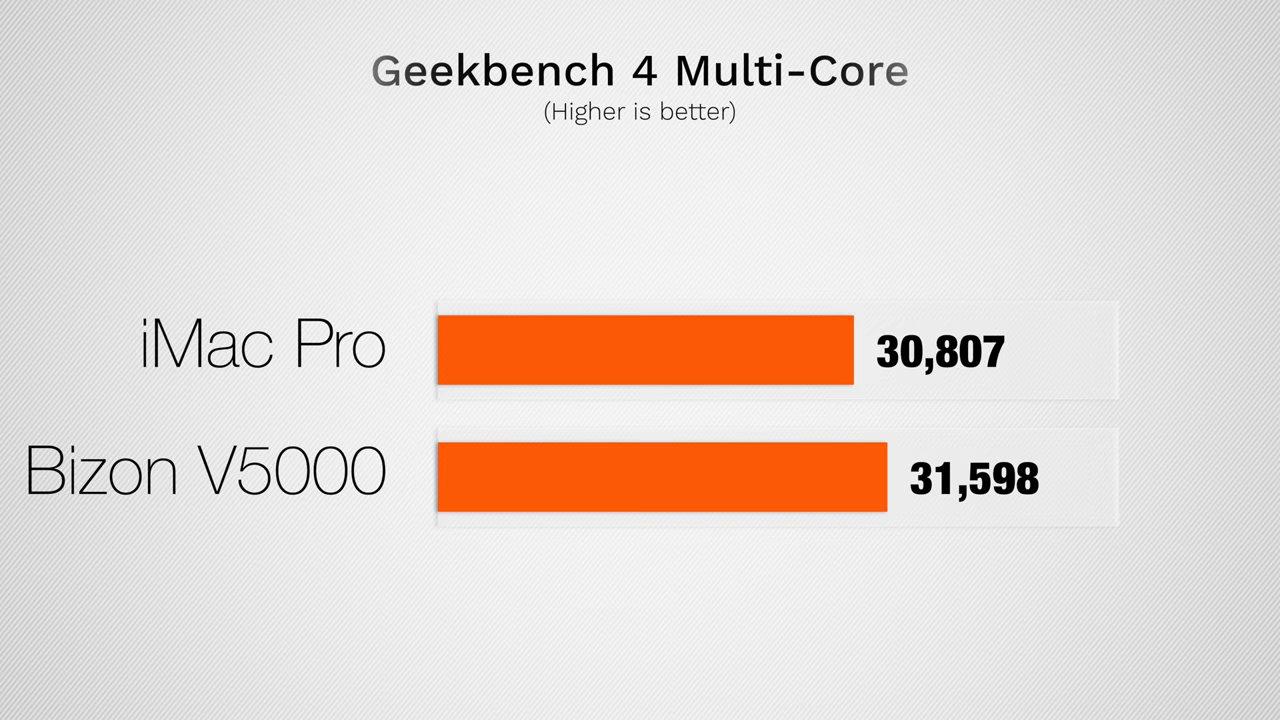 Geekbench 4 Multi-Core
(Higher is better)
iMac Pro 30,807
Bizon V5000 31,598